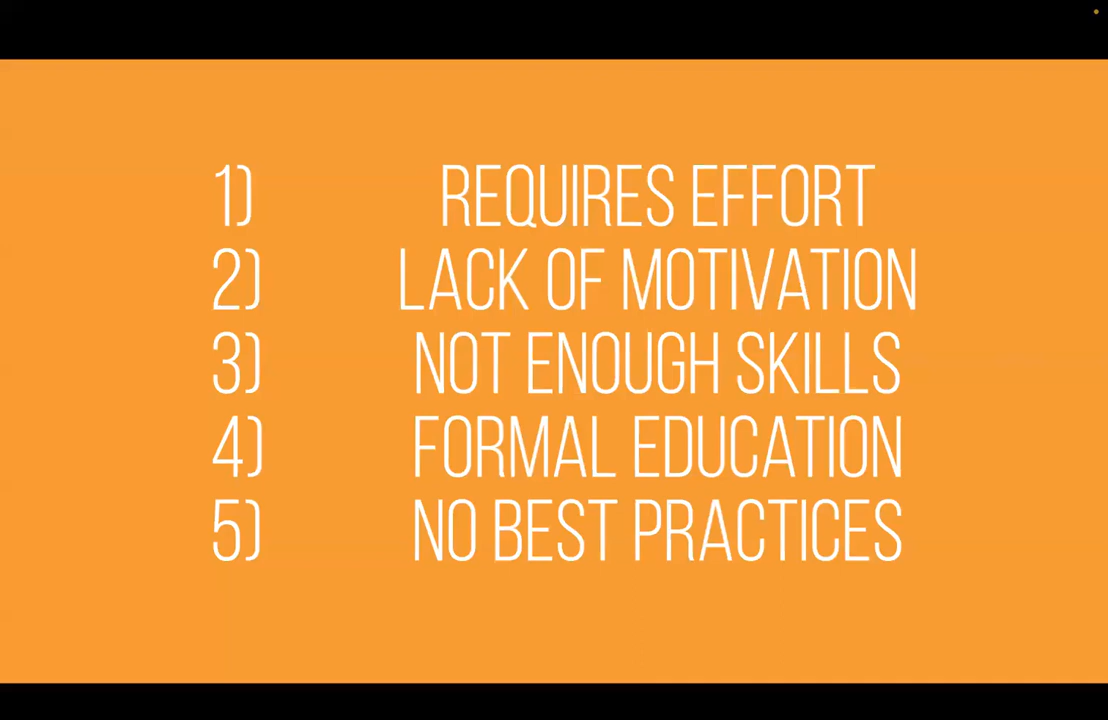 1) REQUIRES EFFORT
2) LACK OF MOTIVATION
3) NOT ENOUGH SKILLS
4) FORMAL EDUCATION
5) NO BEST PRACTICES